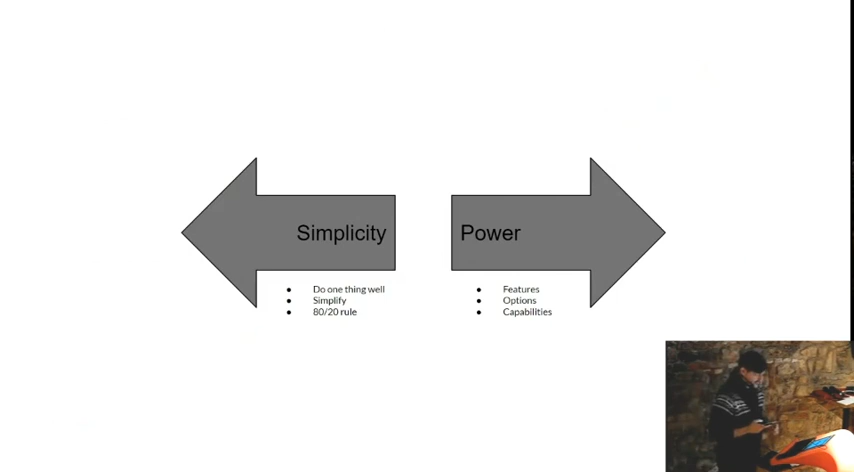 Simplicity
Power
Do one thing well
Simplify
80/20 rule
Features
Options
Capabilities